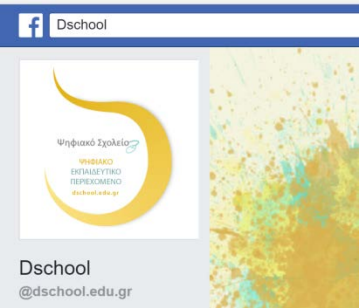 Dschool
Ψηφιακό Σχολείο
ΨΗΦΙΑΚΟ
ΕΚΠΑΙΔΕΥΤΙΚΟ
ΠΕΡΙΕΧΟΜΕΝΟ
dschool.edu.gr
Dschool
@dschool.edu.gr